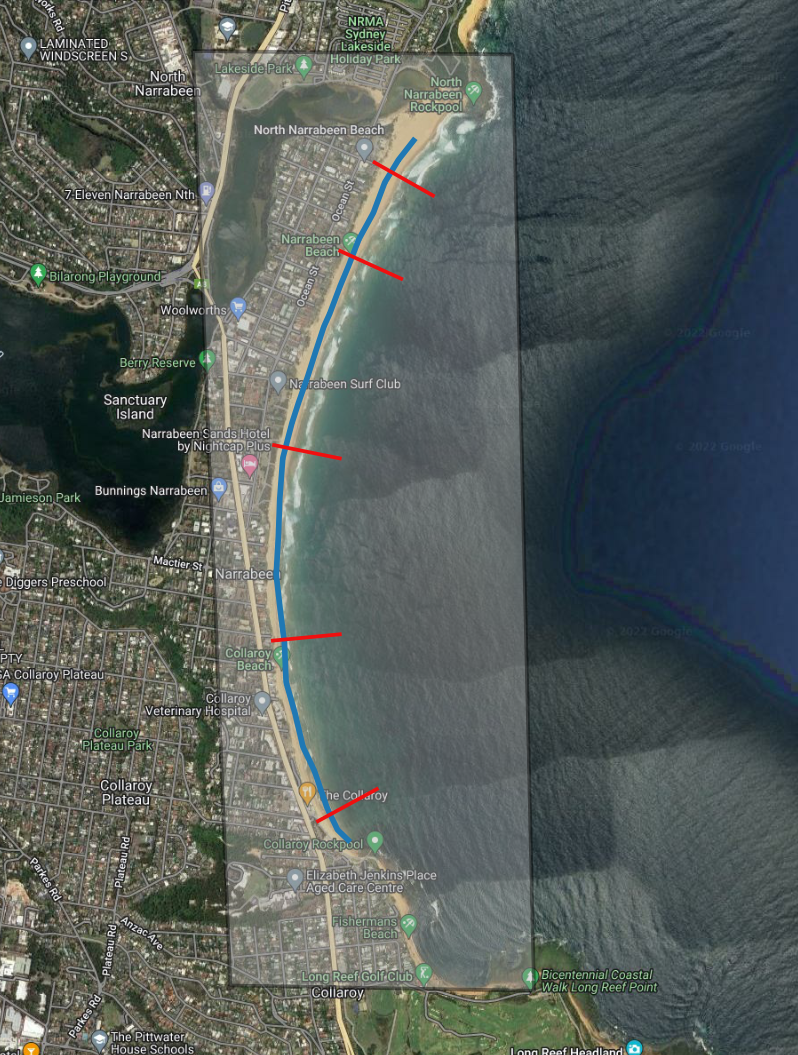 LAMINATED
WINDSCREEN S
NRMA
Sydney
Lakeside
Holiday Park
Lakeside Park
North
Narrabeen
North
Narrabeen
Rockpool
North Narrabeen Beach
7-Eleven Narrabeen Nth
Ocean St
Narrabeen
Beach
Bilarong Playground
Ocean St
Woolworths
© 2022 Google
Berry Reserve
Narrabeen Surf Club
Sanctuary
Island
Narrabeen Sands Hotel
by Nightcap Plus
2022 Google
Bunnings Narrabeen
Jamieson Park
Mactier St
Narrabeen
Diggers Preschool
© 2022 Google
PTY
Collaroy Plateau
Collaroy
Beach
Collaroy
Veterinary Hospital
Collaroy
Plateau Park
Collaroy
Plateau
The Collaroy
Plateau Rd
Collaroy Rockpool
Parkes Rd
Elizabeth Jenkins Place
Aged Care Centre
Anzac Ave
Fishermans
Beach
Plateau Rd
Long Reef Golf Club
Bicentennial Coastal
Walk Long Reef Point
Collaroy
Parkes Rd
The Pittwater
House Schools
Long Reef Headland